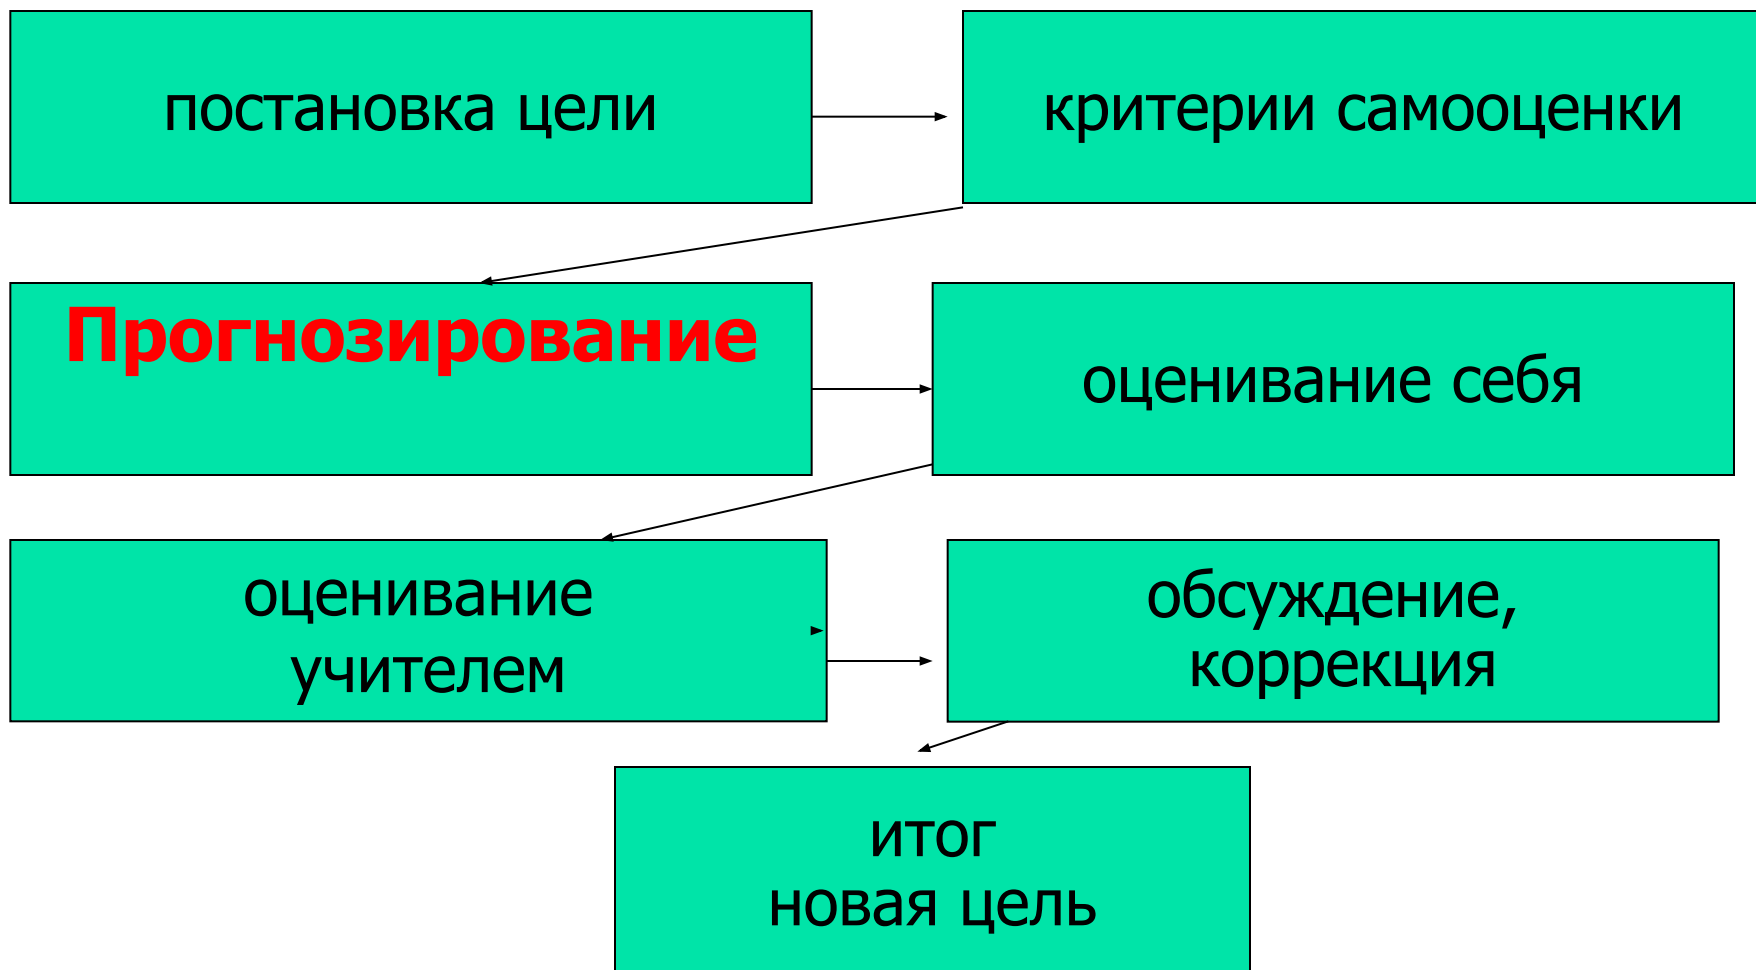 постановка цели
критерии самооценки
Прогнозирование
оценивание себя
оценивание
учителем
обсуждение,
коррекция
итог
новая цель